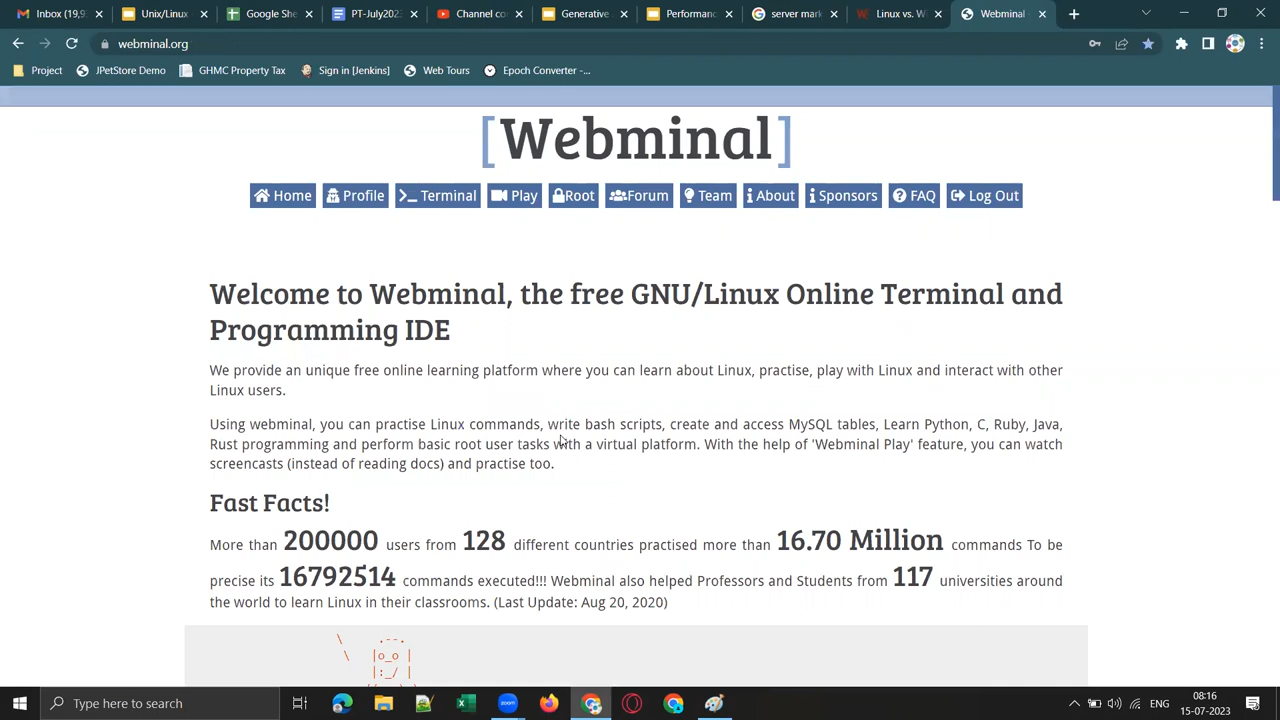 Inbox (19,9
Unix/Linux
Google She
PT-July202
Channel co
Generative
Performanc
server mark
Linux vs. W
Webminal
webminal.org
Project
JPetStore Demo
GHMC Property Tax
Sign in [Jenkins]
Web Tours
Epoch Converter -...
[Webminal]
Home
Profile
Terminal
Play
Root
Forum
Team
About
Sponsors
FAQ
Log Out
Welcome to Webminal, the free GNU/Linux Online Terminal and
Programming IDE
We provide an unique free online learning platform where you can learn about Linux, practise, play with Linux and interact with other
Linux users.
Using webminal, you can practise Linux commands, write bash scripts, create and access MySQL tables, Learn Python, C, Ruby, Java,
Rust programming and perform basic root user tasks with a virtual platform. With the help of 'Webminal Play' feature, you can watch
screencasts (instead of reading docs) and practise too.
Fast Facts!
More than 200000 users from 128 different countries practised more than 16.70 Million commands To be
precise its 16792514 commands executed!!! Webminal also helped Professors and Students from 117 universities around
the world to learn Linux in their classrooms. (Last Update: Aug 20, 2020)
\ .--.
\ |o_o |
|:_/ |
Type here to search
zoom
ENG
08:16
15-07-2023